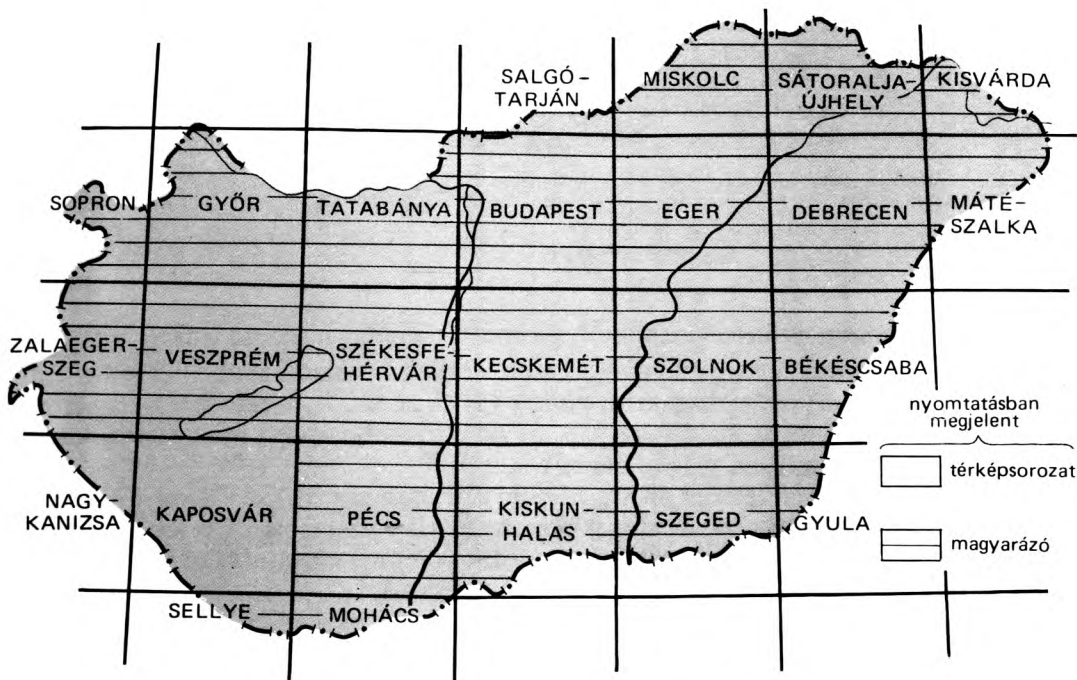 SALGÓ–
TARJÁN
MISKOLC
SÁTORALJA-
ÚJHELY
KISVÁRDA
SOPRON
GYŐR
TATABÁNYA
BUDAPEST
EGER
DEBRECEN
MÁTÉ–
SZALKA
ZALAEGER–
SZEG
VESZPRÉM
SZÉKESFE–
HÉRVÁR
KECSKEMÉT
SZOLNOK
BÉKÉSCSABA
nyomtatásban
megjelent
térképsorozat
magyarázó
NAGY–
KANIZSA
KAPOSVÁR
PÉCS
KISKUN–
HALAS
SZEGED
GYULA
SELLYE
MOHÁCS